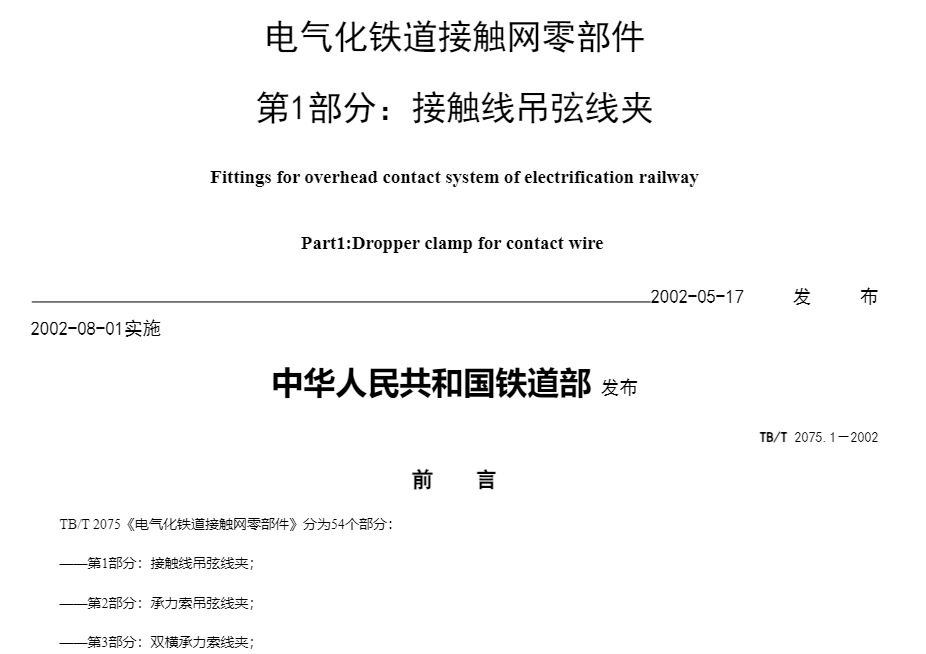 电气化铁道接触网零部件
第1部分：接触线吊弦线夹
Fittings for overhead contact system of electrification railway
Part1:Dropper clamp for contact wire
2002-05-17 发 布
2002-08-01实施
中华人民共和国铁道部 发布
TB/T 2075.1—2002
前 言
TB/T 2075《电气化铁道接触网零部件》分为54个部分：
——第1部分：接触线吊弦线夹；
——第2部分：承力索吊弦线夹；
——第3部分：双横承力索线夹；